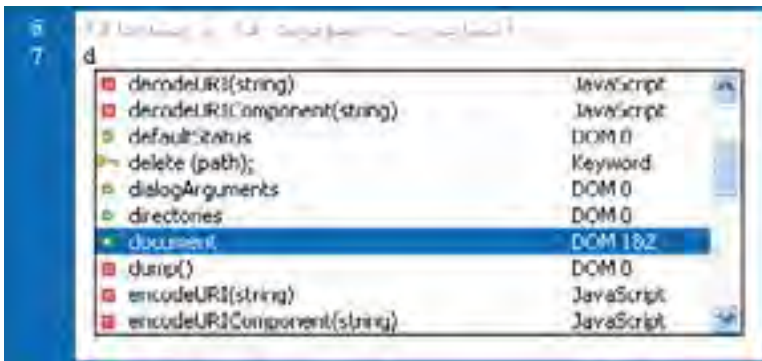 6
7 d
decodeURI(string) JavaScript
decodeURIComponent(string) JavaScript
defaultStatus DOM 0
delete (path); Keyword
dialogArguments DOM 0
directories DOM 0
document DOM 1&2
dump() DOM 0
encodeURI(string) JavaScript
encodeURIComponent(string) JavaScript